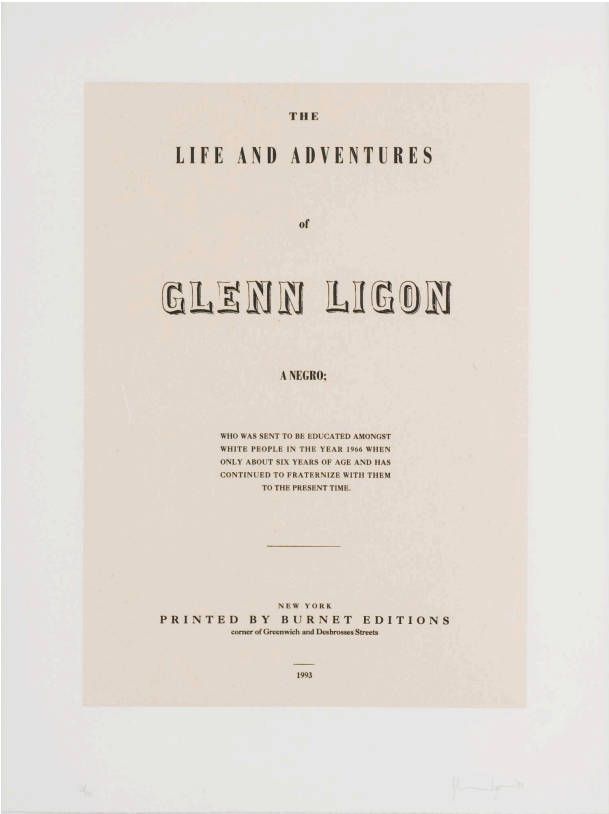 THE
LIFE AND ADVENTURES
of
GLENN LIGON
A NEGRO;
WHO WAS SENT TO BE EDUCATED AMONGST
WHITE PEOPLE IN THE YEAR 1966 WHEN
ONLY ABOUT SIX YEARS OF AGE AND HAS
CONTINUED TO FRATERNIZE WITH THEM
TO THE PRESENT TIME.
NEW YORK
PRINTED BY BURNET EDITIONS
corner of Greenwich and Desbrosses Streets
1993